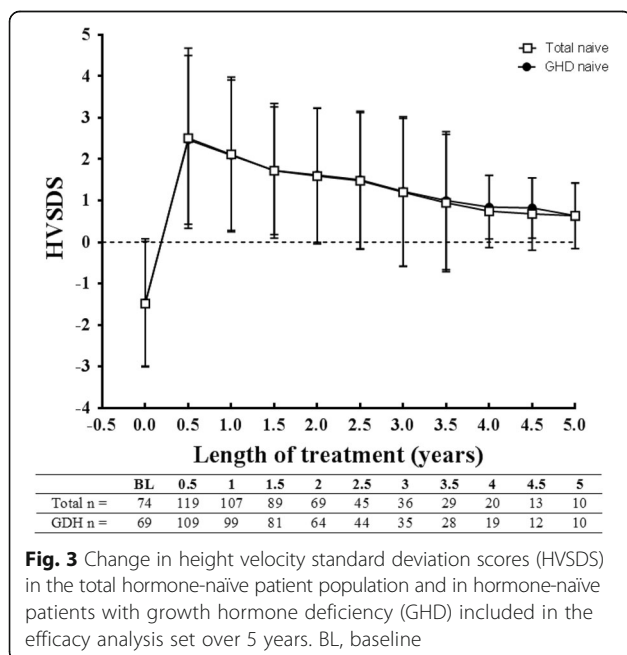 Total naive
GHD naive
5
4
3
2
1
0
-1
-2
-3
-4
HVSDS
-0.5 0.0 0.5 1.0 1.5 2.0 2.5 3.0 3.5 4.0 4.5 5.0
Length of treatment (years)
BL 0.5 1 1.5 2 2.5 3 3.5 4 4.5 5
Total n = 74 119 107 89 69 45 36 29 20 13 10
GDH n = 69 109 99 81 64 44 35 28 19 12 10
Fig. 3 Change in height velocity standard deviation scores (HVSDS)
in the total hormone-naïve patient population and in hormone-naïve
patients with growth hormone deficiency (GHD) included in the
efficacy analysis set over 5 years. BL, baseline